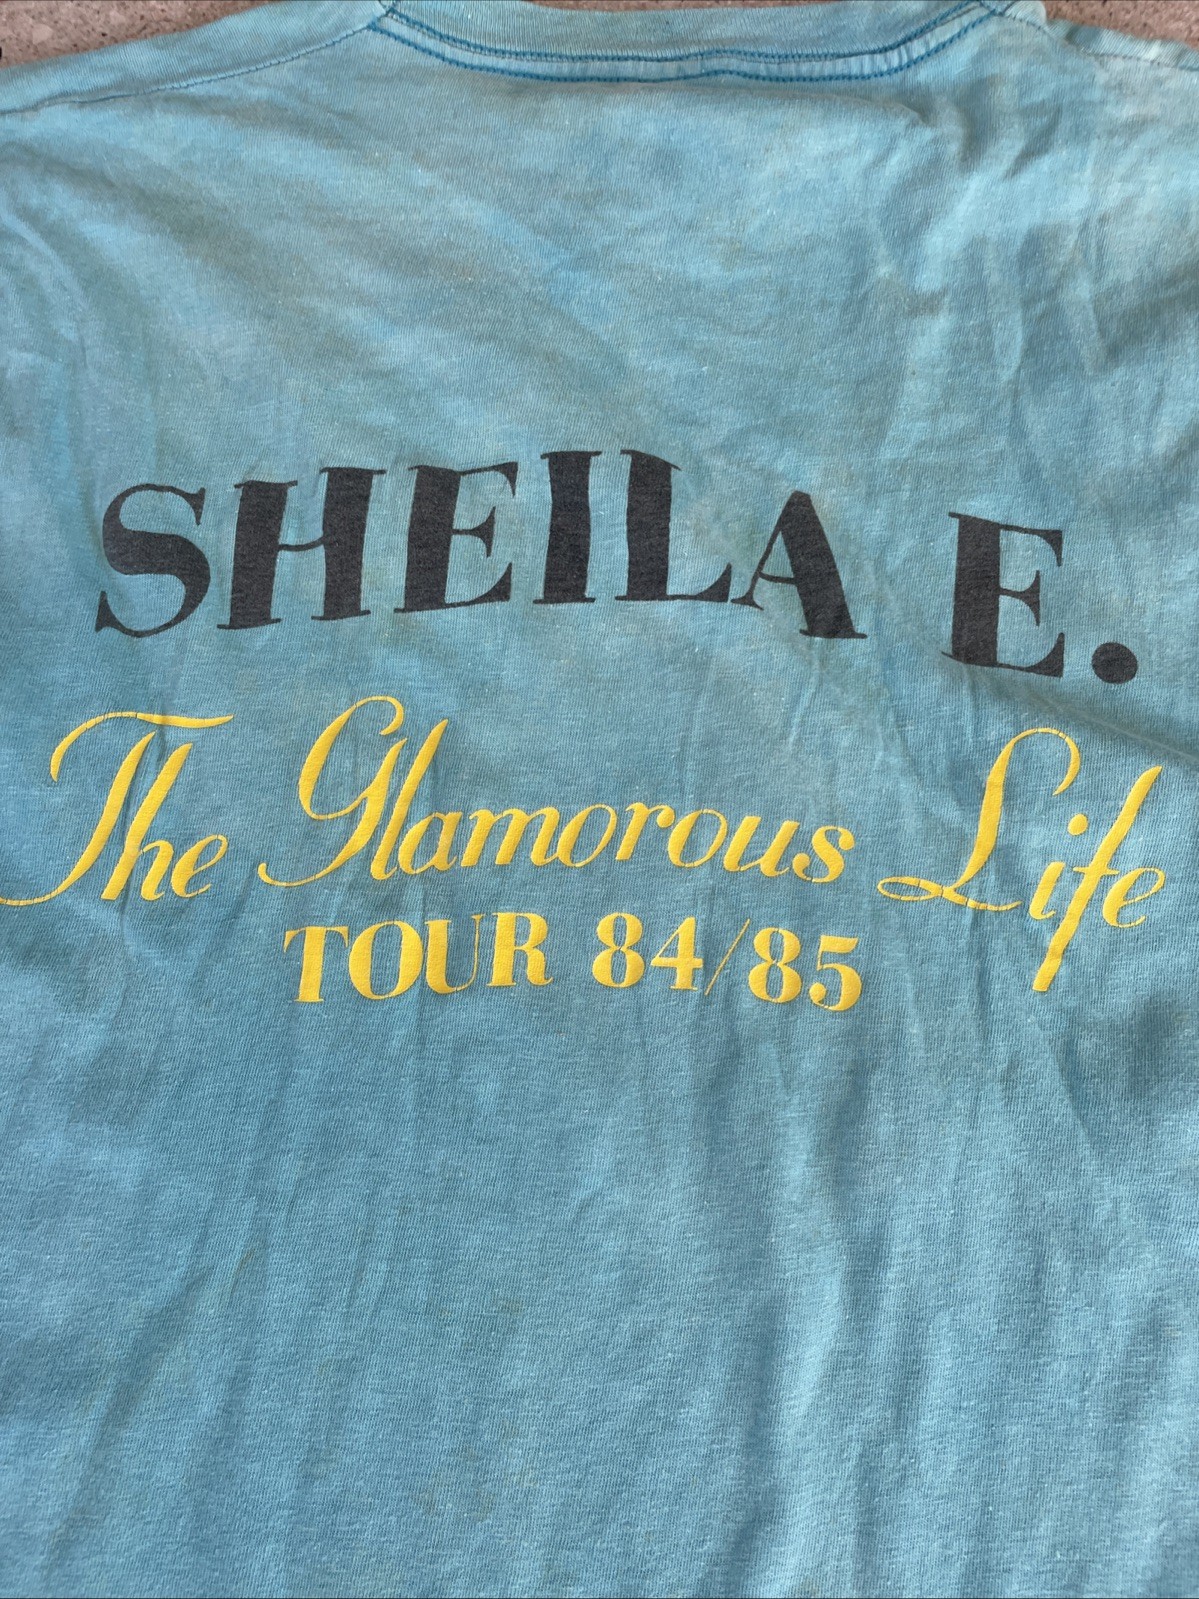 SHEILA E.
The Glamorous Life
TOUR 84/85